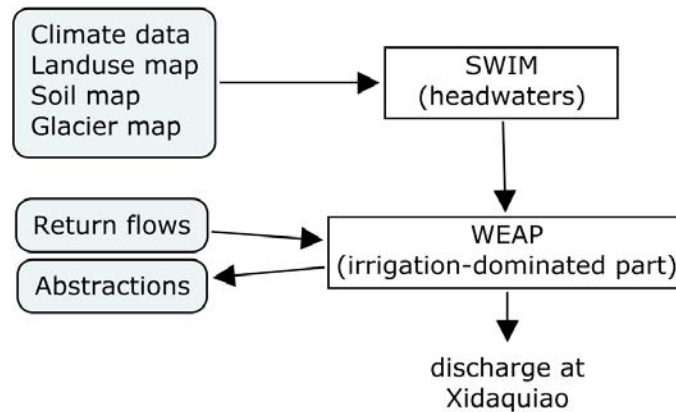 Climate data
Landuse map
Soil map
Glacier map
SWIM
(headwaters)
Return flows
Abstractions
WEAP
(irrigation-dominated part)
discharge at
Xidaquiao